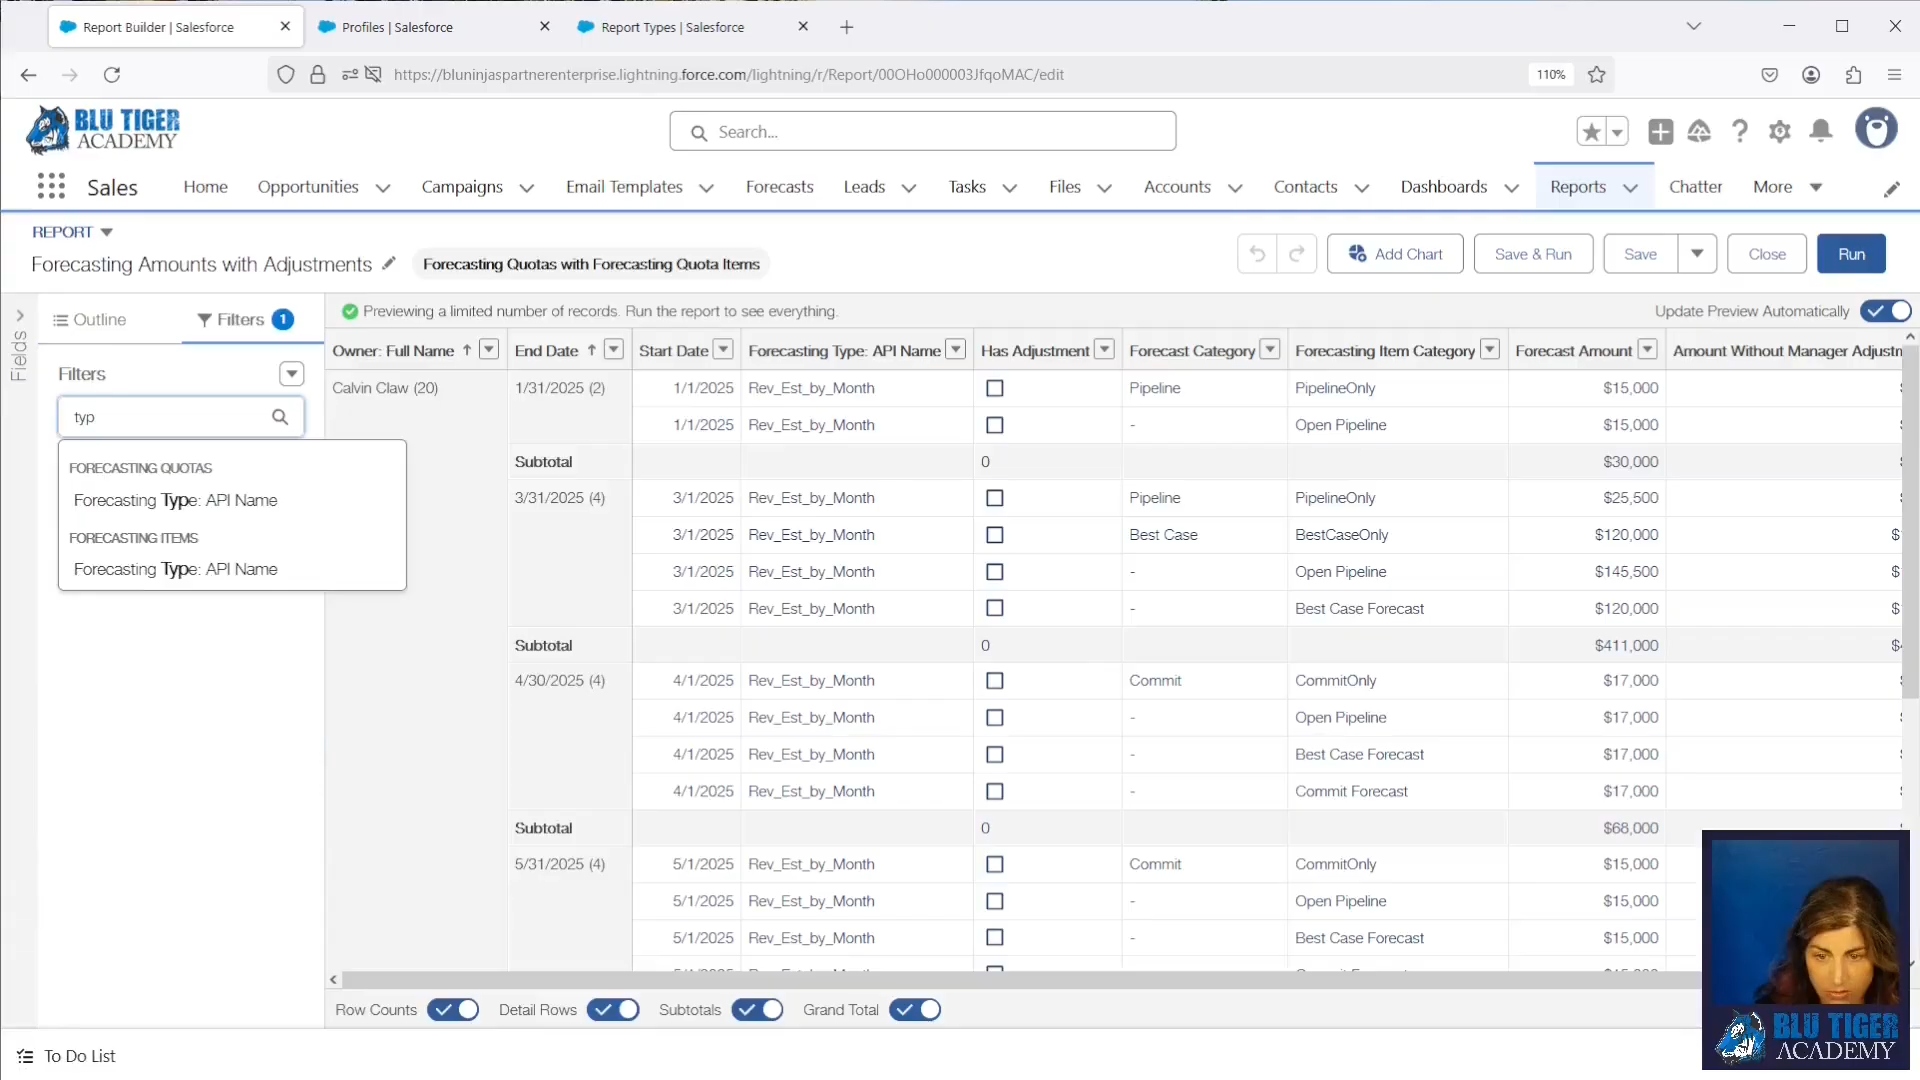 Report Builder | Salesforce
Profiles | Salesforce
Report Types | Salesforce
https://bluninjaspartnerenterprise.lightning.force.com/lightning/r/Report/00OHo000003JfqoMAC/edit
110%
BLU TIGER
ACADEMY
Search...
Sales
Home
Opportunities
Campaigns
Email Templates
Forecasts
Leads
Tasks
Files
Accounts
Contacts
Dashboards
Reports
Chatter
More
REPORT
Forecasting Amounts with Adjustments
Forecasting Quotas with Forecasting Quota Items
Add Chart
Save & Run
Save
Close
Run
Fields
Outline
Filters 1
Previewing a limited number of records. Run the report to see everything.
Update Preview Automatically
Filters
typ
FORECASTING QUOTAS
Forecasting Type: API Name
FORECASTING ITEMS
Forecasting Type: API Name
Owner: Full Name End Date Start Date Forecasting Type: API Name Has Adjustment Forecast Category Forecasting Item Category Forecast Amount Amount Without Manager Adjustm
Calvin Claw (20) 1/31/2025 (2) 1/1/2025 Rev_Est_by_Month Pipeline PipelineOnly $15,000
1/1/2025 Rev_Est_by_Month - Open Pipeline $15,000
Subtotal 0 $30,000
3/31/2025 (4) 3/1/2025 Rev_Est_by_Month Pipeline PipelineOnly $25,500
3/1/2025 Rev_Est_by_Month Best Case BestCaseOnly $120,000
3/1/2025 Rev_Est_by_Month - Open Pipeline $145,500
3/1/2025 Rev_Est_by_Month - Best Case Forecast $120,000
Subtotal 0 $411,000
4/30/2025 (4) 4/1/2025 Rev_Est_by_Month Commit CommitOnly $17,000
4/1/2025 Rev_Est_by_Month - Open Pipeline $17,000
4/1/2025 Rev_Est_by_Month - Best Case Forecast $17,000
4/1/2025 Rev_Est_by_Month - Commit Forecast $17,000
Subtotal 0 $68,000
5/31/2025 (4) 5/1/2025 Rev_Est_by_Month Commit CommitOnly $15,000
5/1/2025 Rev_Est_by_Month - Open Pipeline $15,000
5/1/2025 Rev_Est_by_Month - Best Case Forecast $15,000
Row Counts
Detail Rows
Subtotals
Grand Total
To Do List
BLU TIGER
ACADEMY